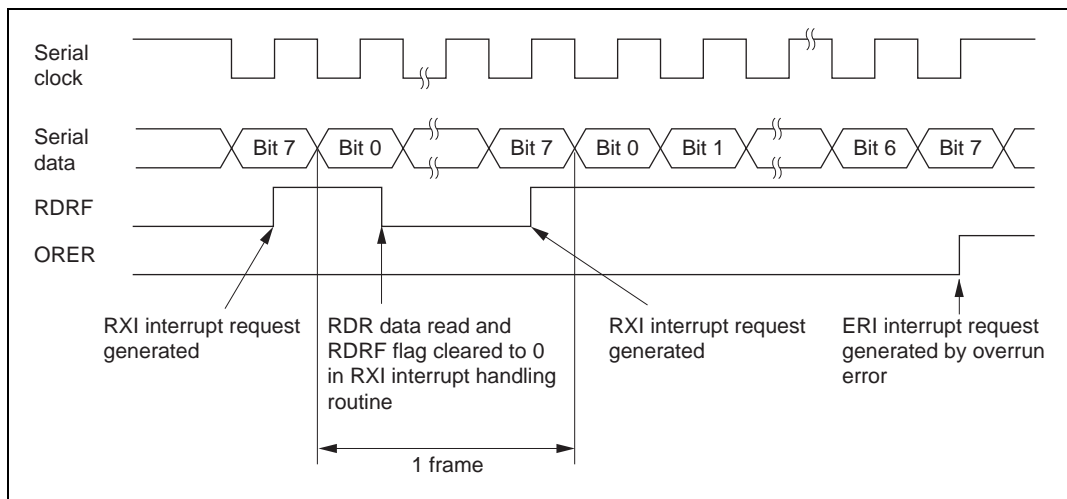 Serial
clock
Serial
data
Bit 7 Bit 0 Bit 7 Bit 0 Bit 1 Bit 6 Bit 7
RDRF
ORER
RXI interrupt request
generated
RDR data read and
RDRF flag cleared to 0
in RXI interrupt handling
routine
RXI interrupt request
generated
ERI interrupt request
generated by overrun
error
1 frame